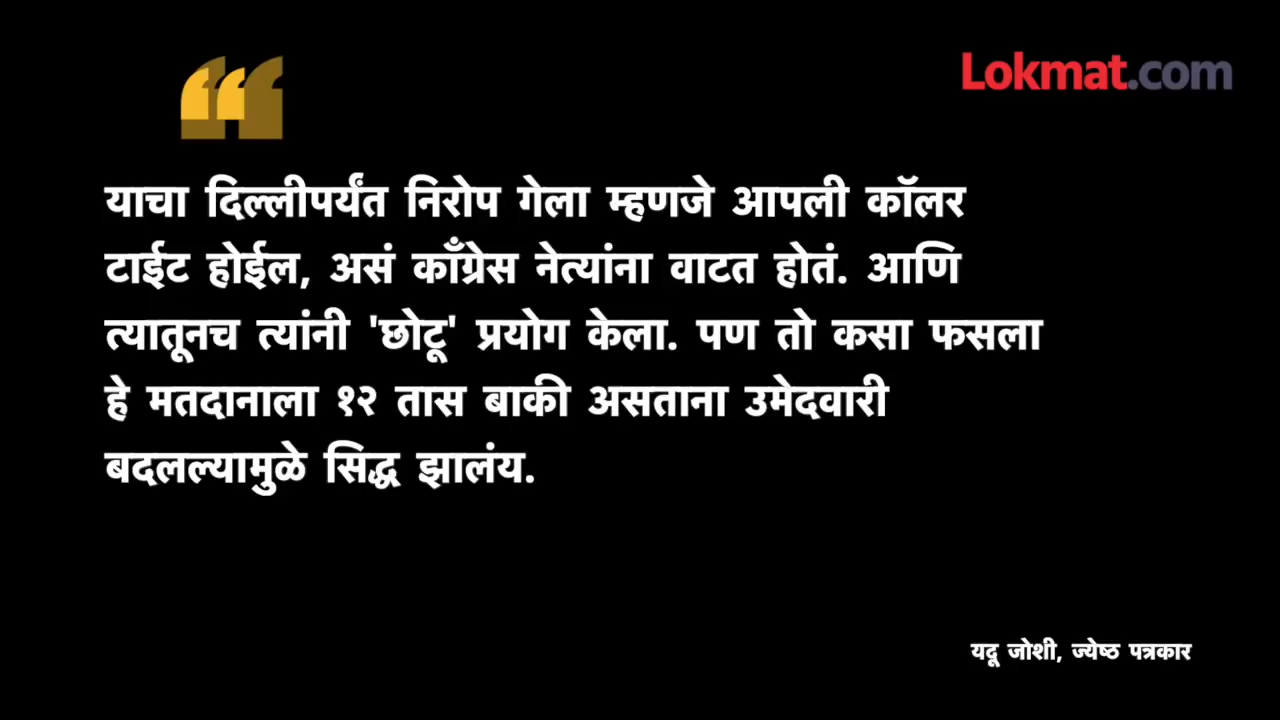 Lokmat.com
याचा दिल्लीपर्यंत निरोप गेला म्हणजे आपली कॉलर
टाईट होईल, असं काँग्रेस नेत्यांना वाटत होतं. आणि
त्यातूनच त्यांनी 'छोटू' प्रयोग केला. पण तो कसा फसला
हे मतदानाला १२ तास बाकी असताना उमेदवारी
बदलल्यामुळे सिद्ध झालंय.
यदू जोशी, ज्येष्ठ पत्रकार